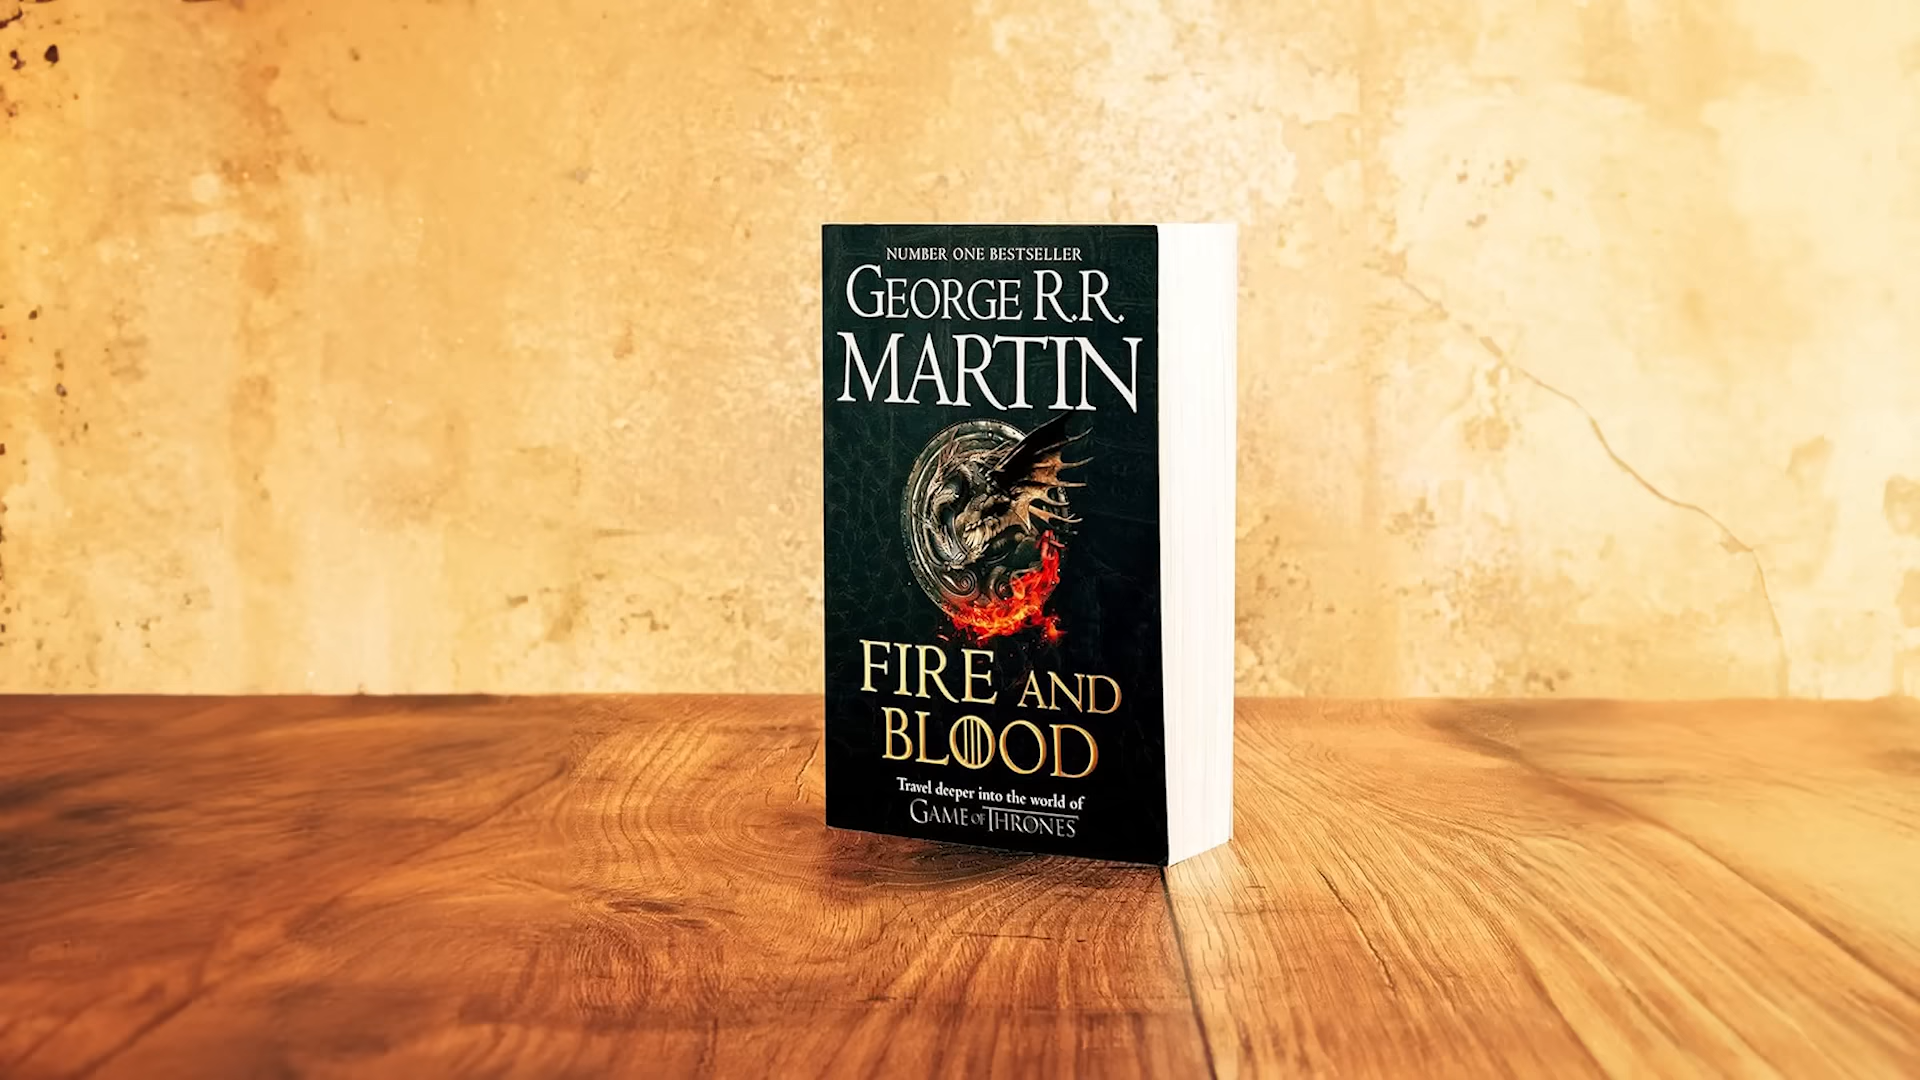 NUMBER ONE BESTSELLER
GEORGE R.R.
MARTIN
FIRE AND
BLOOD
Travel deeper into the world of
GAME OF THRONES